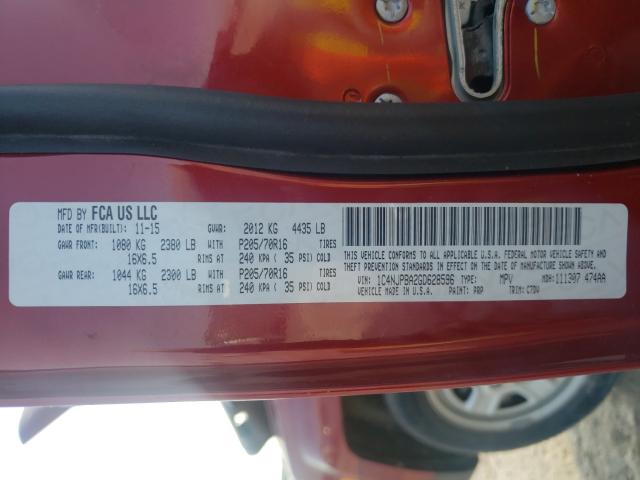 MFD BY FCA US LLC
DATE OF MFR(BUILT): 11-15 GVWR: 2012 KG 4435 LB
GAWR FRONT: 1080 KG 2380 LB WITH P205/70R16 TIRES
16X6.5 RIMS AT 240 KPA ( 35 PSI) COLD
GAWR REAR: 1044 KG 2300 LB WITH P205/70R16 TIRES
16X6.5 RIMS AT 240 KPA ( 35 PSI) COLD
THIS VEHICLE CONFORMS TO ALL APPLICABLE U.S.A. FEDERAL MOTOR VEHICLE SAFETY AND THEFT PREVENTION STANDARDS IN EFFECT ON THE DATE OF MANUFACTURE SHOWN ABOVE.
VIN: 1C4NJPBA2GD628596 TYPE: MPV MDH: 111307 474AA
VEHICLE MADE IN U.S.A. PAINT: PRP TRIM: C7DV